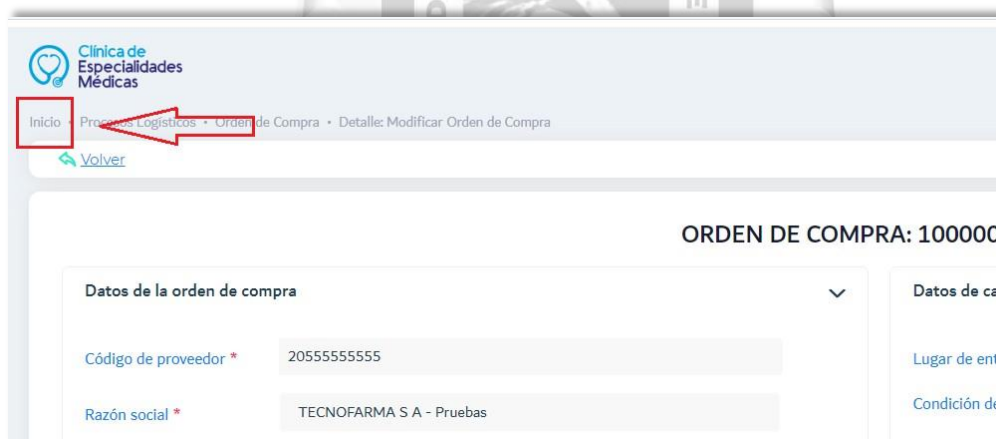 Clínica de
Especialidades
Médicas
Inicio • Procesos Logísticos • Orden de Compra • Detalle: Modificar Orden de Compra
Volver
ORDEN DE COMPRA: 100000
Datos de la orden de compra
Datos de ca
Código de proveedor * 20555555555
Lugar de ent
Razón social * TECNOFARMA S A - Pruebas
Condición de